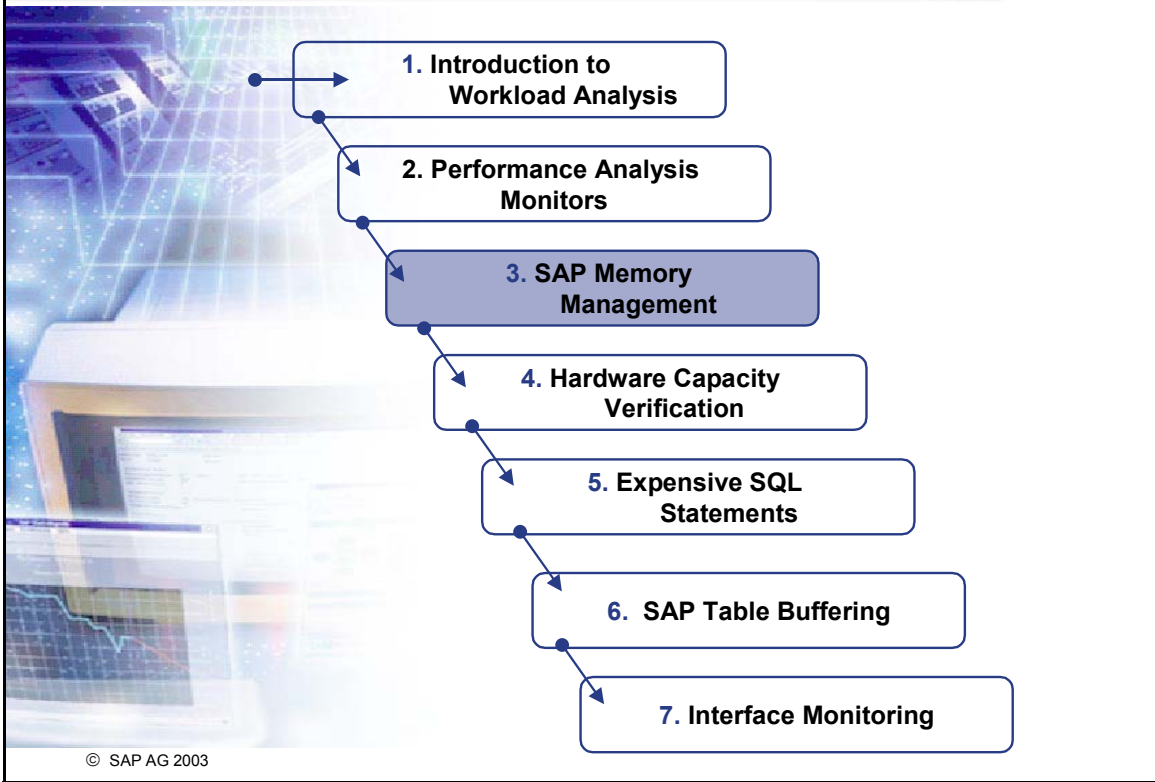 1. Introduction to
Workload Analysis
2. Performance Analysis
Monitors
3. SAP Memory
Management
4. Hardware Capacity
Verification
5. Expensive SQL
Statements
6. SAP Table Buffering
7. Interface Monitoring
© SAP AG 2003